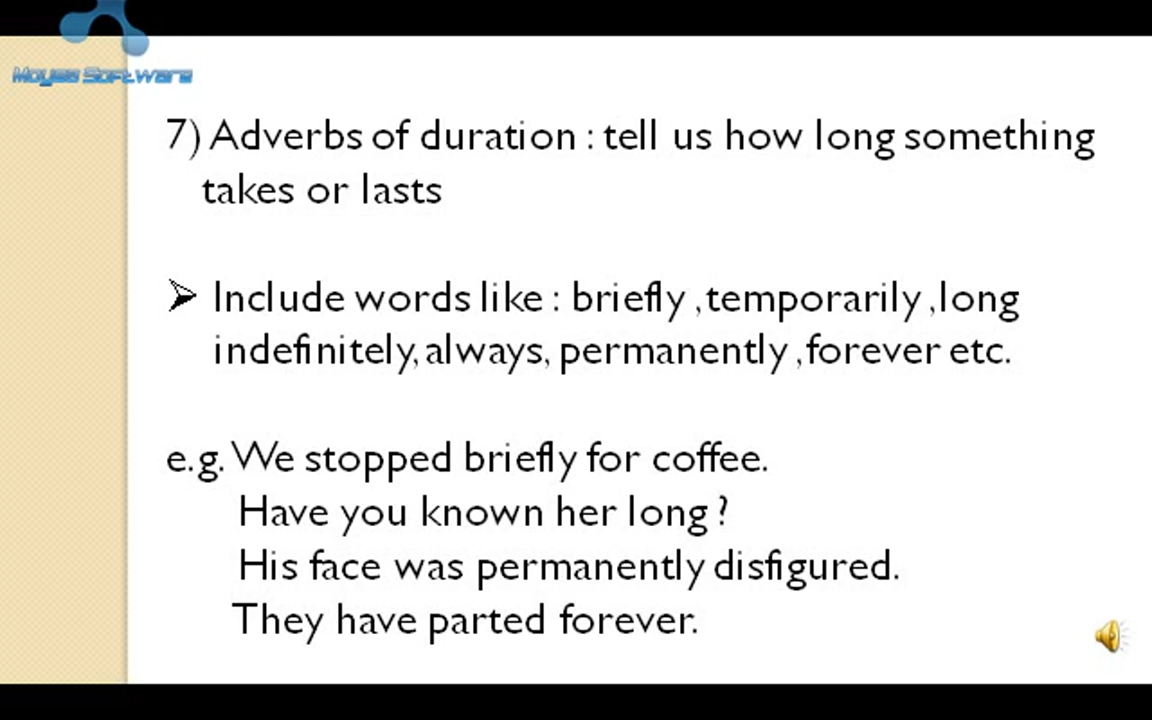 Moyea Software
7) Adverbs of duration : tell us how long something
takes or lasts
➢ Include words like : briefly ,temporarily ,long
indefinitely, always, permanently ,forever etc.
e.g. We stopped briefly for coffee.
Have you known her long ?
His face was permanently disfigured.
They have parted forever.